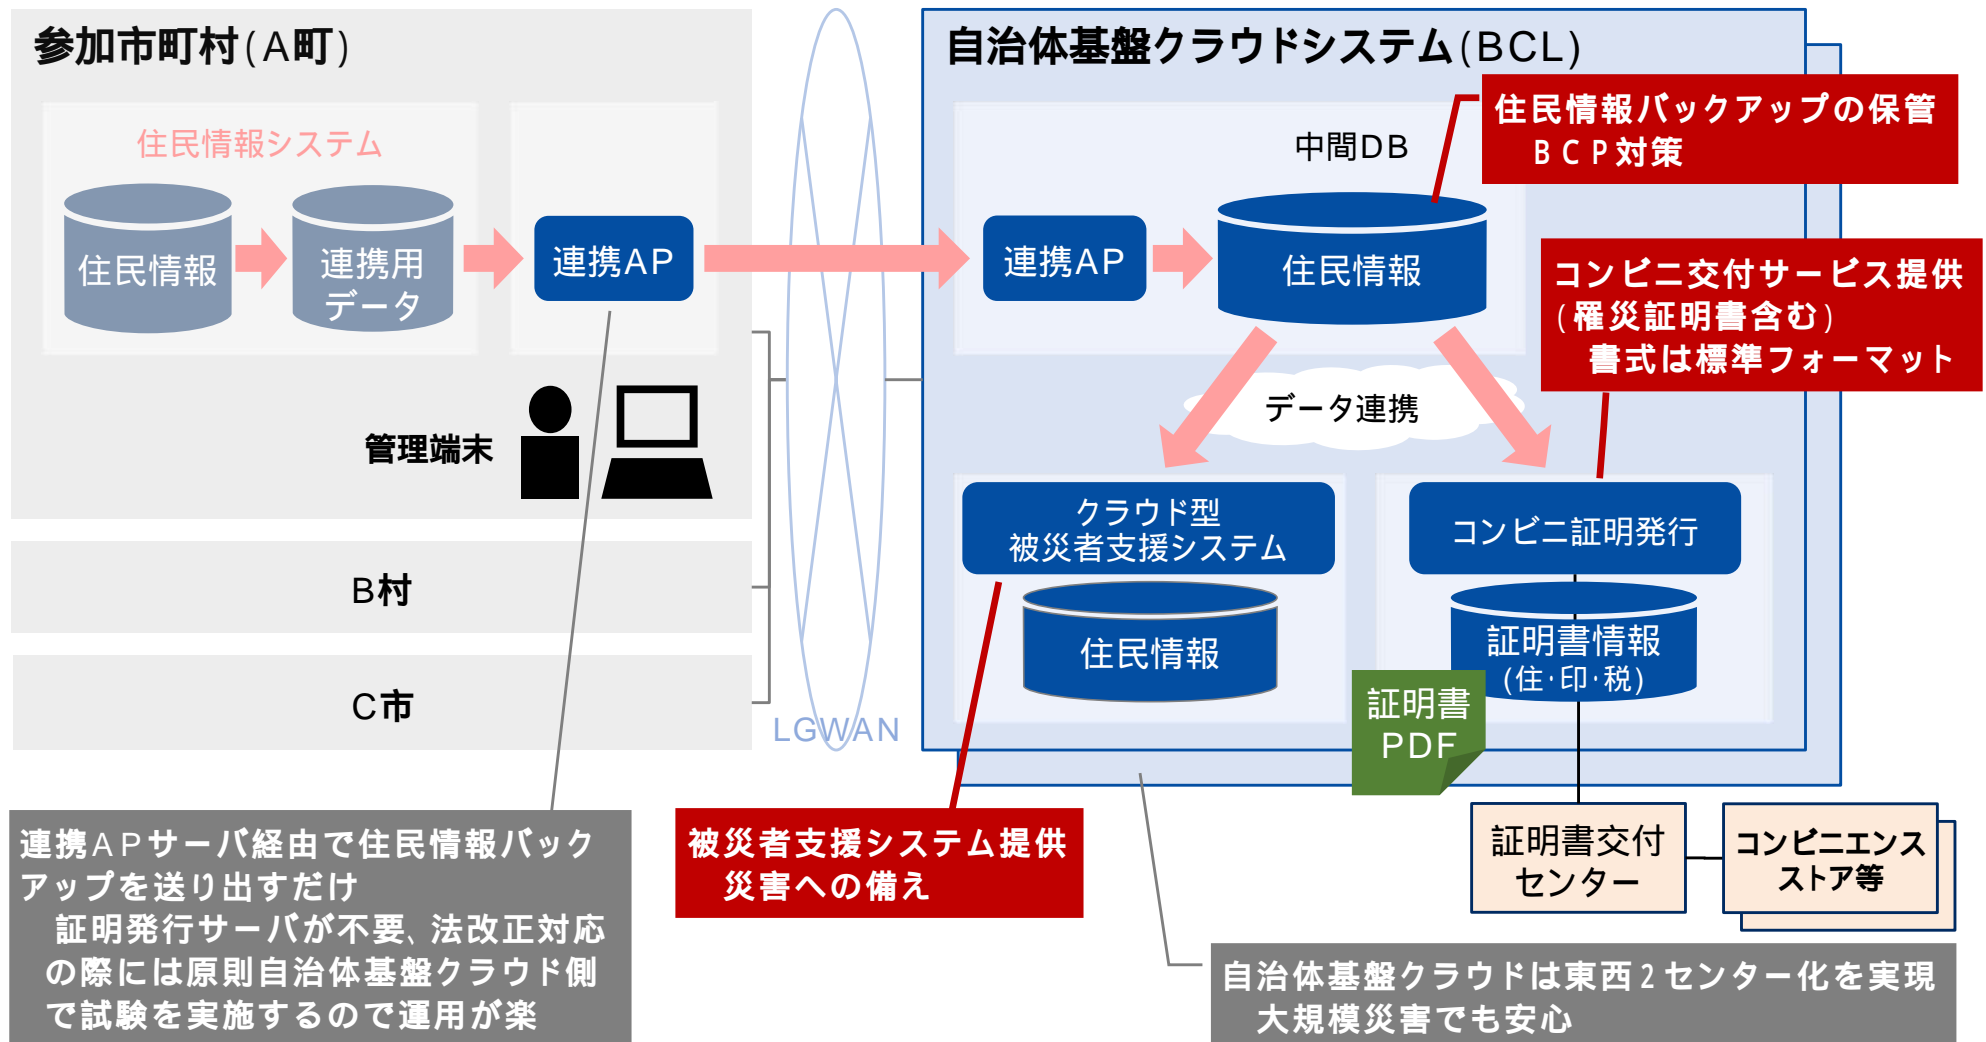 参加市町村(A町)
住民情報システム
住民情報
連携用
データ
連携AP
管理端末
B村
C市
LGWAN
自治体基盤クラウドシステム(BCL)
中間DB
連携AP
住民情報
住民情報バックアップの保管
BCP対策
コンビニ交付サービス提供
(罹災証明書含む)
書式は標準フォーマット
データ連携
クラウド型
被災者支援システム
住民情報
コンビニ証明発行
証明書情報
(住・印・税)
証明書
PDF
証明書交付
センター
コンビニエンス
ストア等
連携APサーバ経由で住民情報バック
アップを送り出すだけ
証明発行サーバが不要、法改正対応
の際には原則自治体基盤クラウド側
で試験を実施するので運用が楽
被災者支援システム提供
災害への備え
自治体基盤クラウドは東西2センター化を実現
大規模災害でも安心